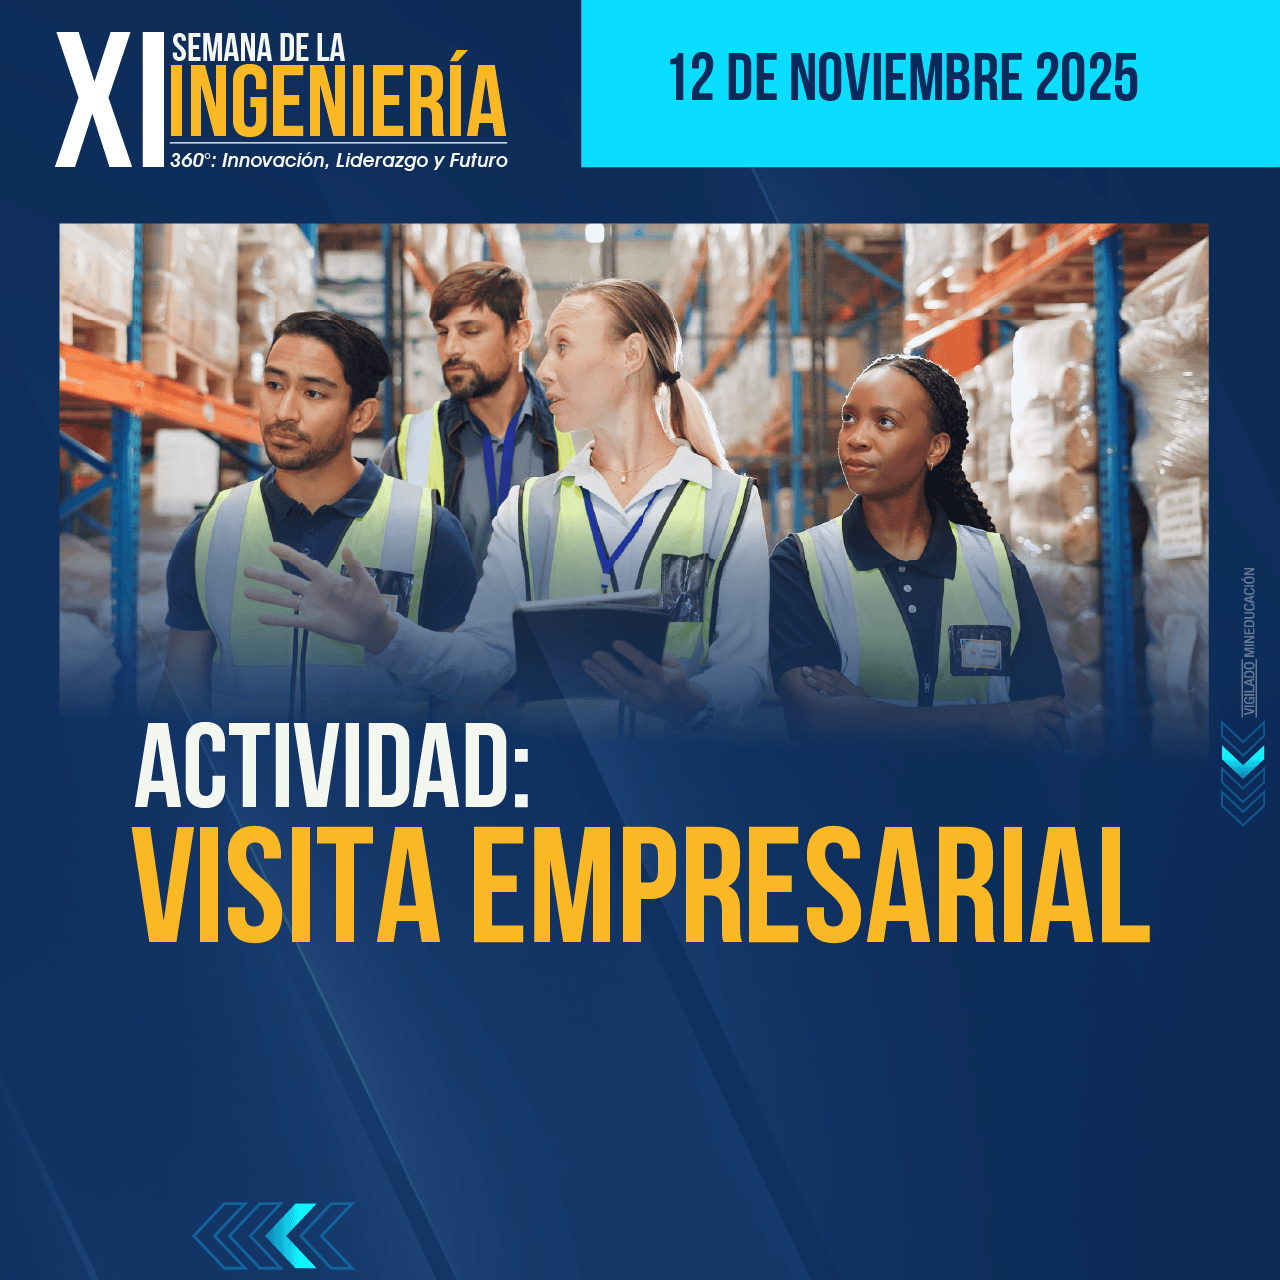 XI SEMANA DE LA
INGENIERÍA
360°: Innovación, Liderazgo y Futuro
12 DE NOVIEMBRE 2025
VIGILADO MINEDUCACIÓN
ACTIVIDAD:
VISITA EMPRESARIAL